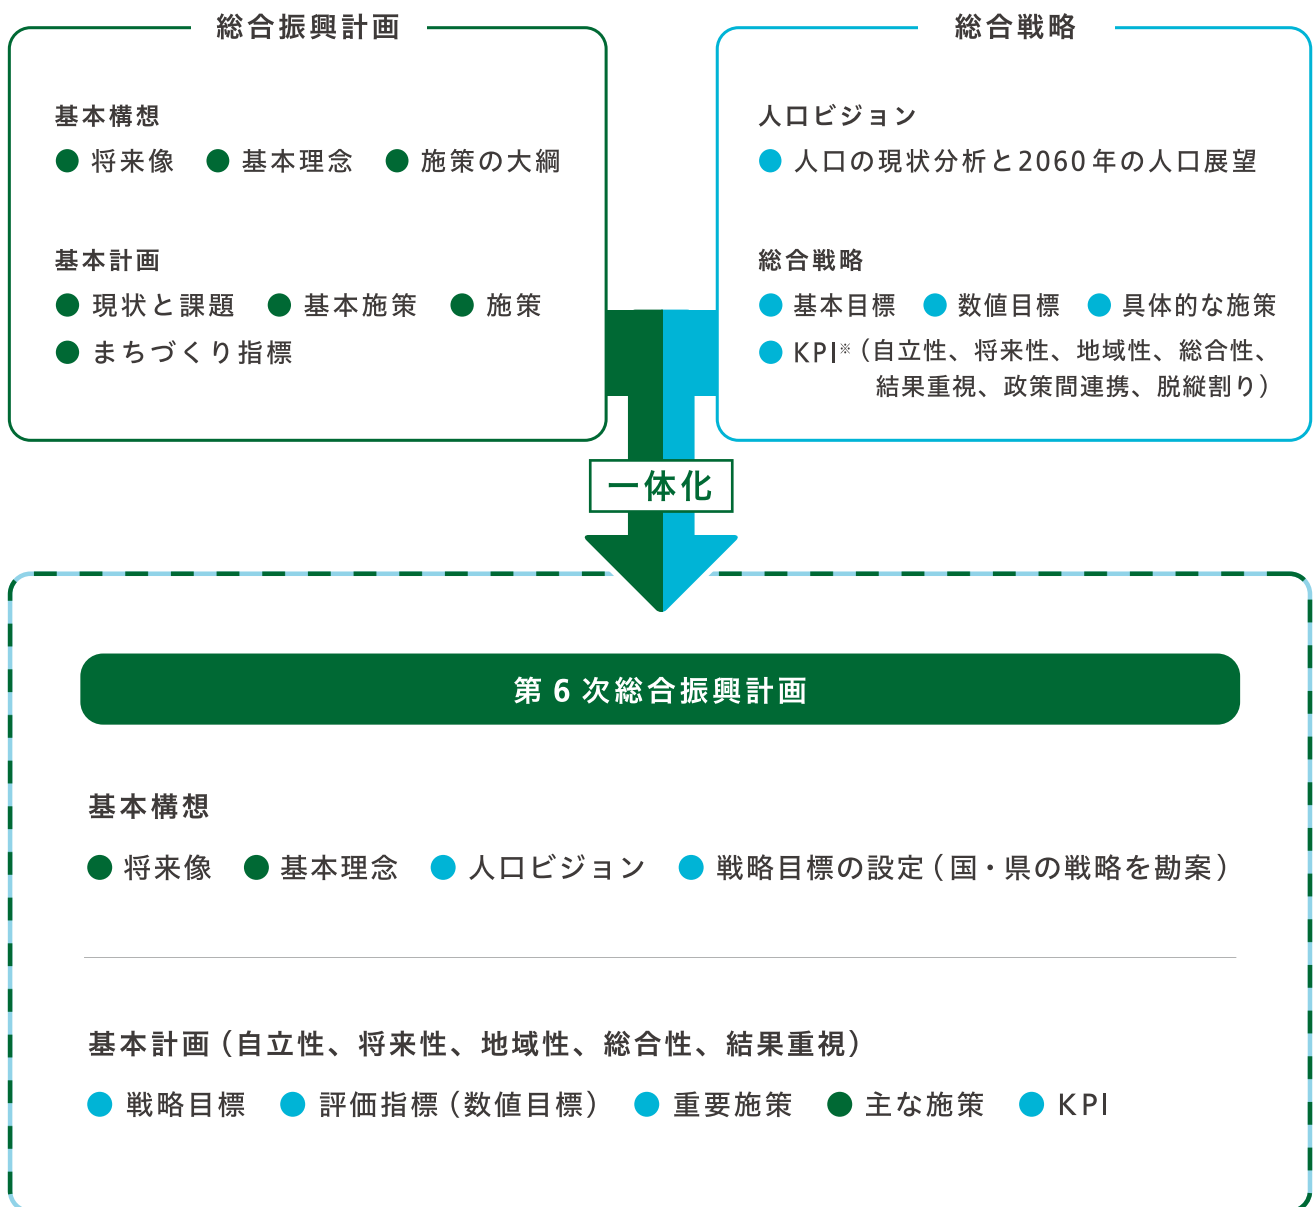 総合振興計画
基本構想
● 将来像 ● 基本理念 ● 施策の大綱
基本計画
● 現状と課題 ● 基本施策 ● 施策
● まちづくり指標
総合戦略
人口ビジョン
● 人口の現状分析と2060年の人口展望
総合戦略
● 基本目標 ● 数値目標 ● 具体的な施策
● KPI※（自立性、将来性、地域性、総合性、
結果重視、政策間連携、脱縦割り）
一体化
第6次総合振興計画
基本構想
● 将来像 ● 基本理念 ● 人口ビジョン ● 戦略目標の設定（国・県の戦略を勘案）
基本計画（自立性、将来性、地域性、総合性、結果重視）
● 戦略目標 ● 評価指標（数値目標） ● 重要施策 ● 主な施策 ● KPI